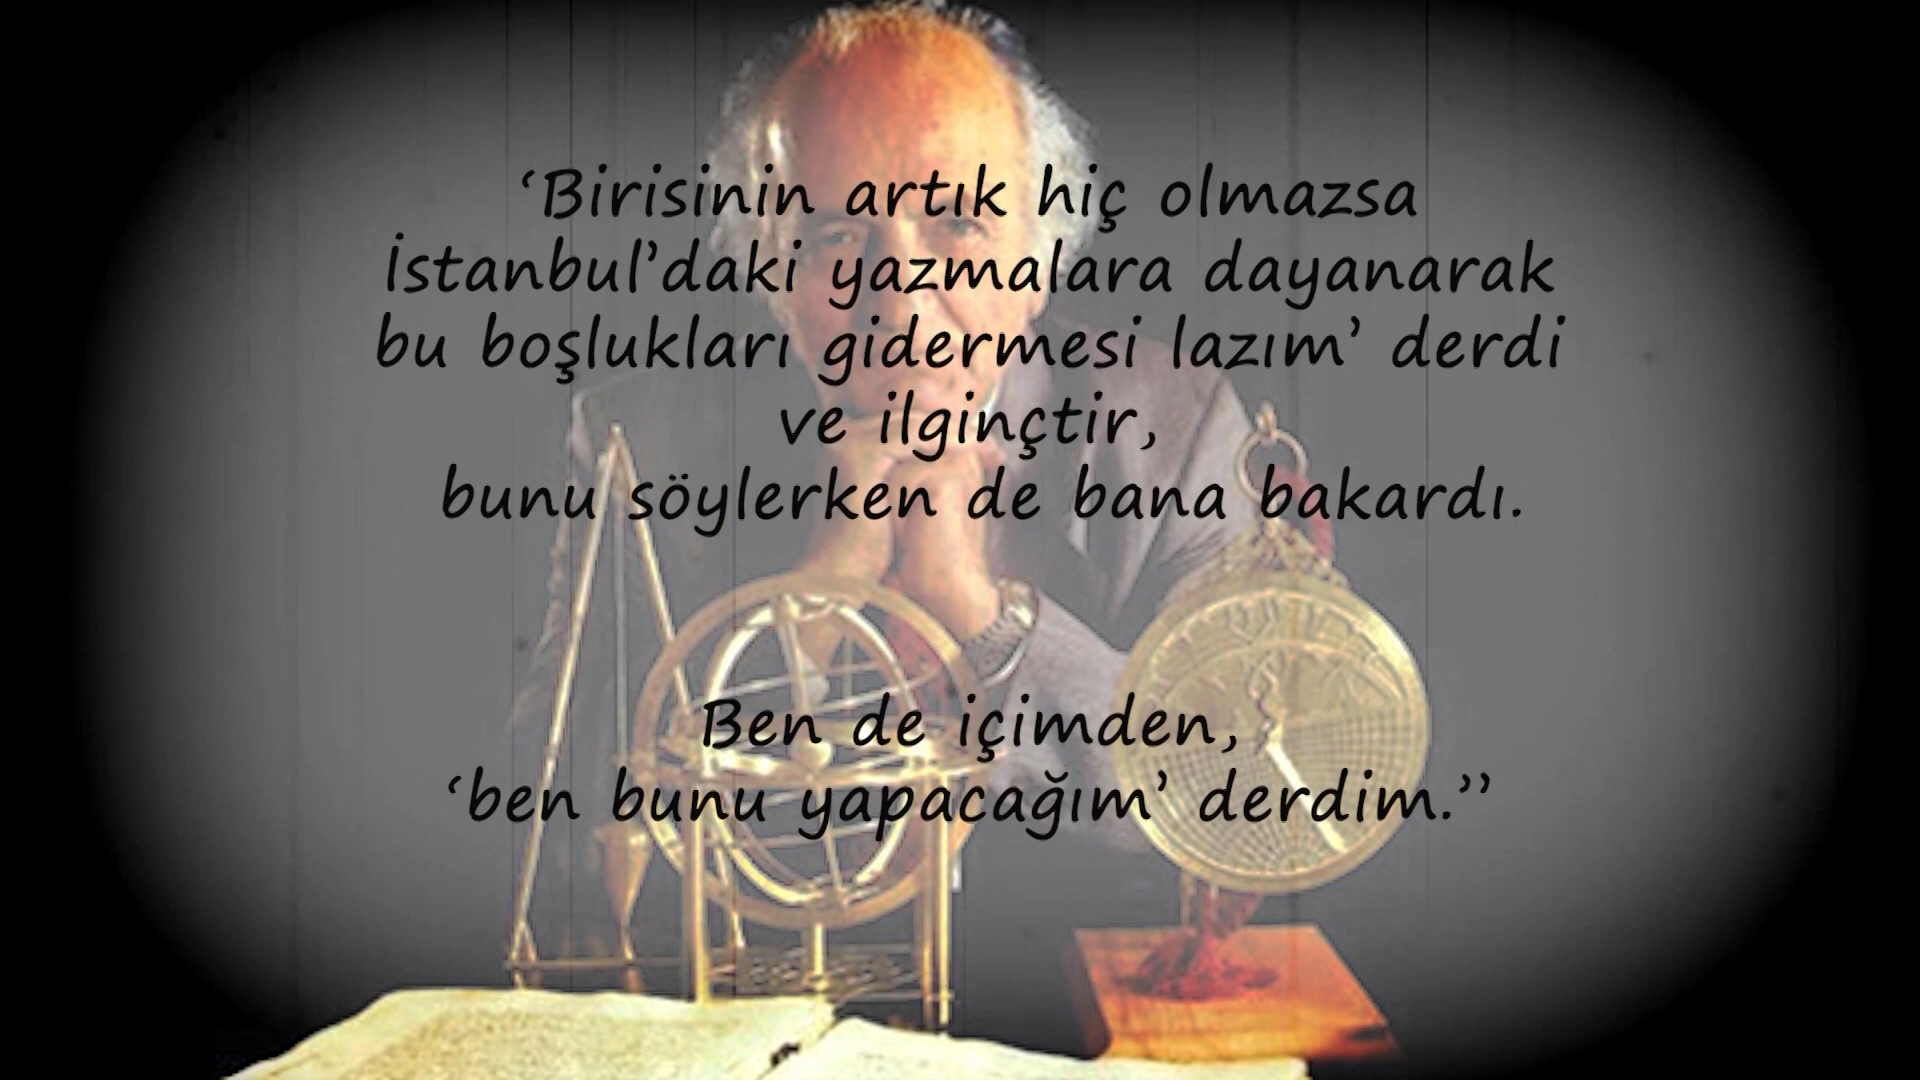 ‘Birisinin artık hiç olmazsa
İstanbul’daki yazmalara dayanarak
bu boşlukları gidermesi lazım’ derdi
ve ilginçtir,
bunu söylerken de bana bakardı.
Ben de içimden,
‘ben bunu yapacağım’ derdim.’’